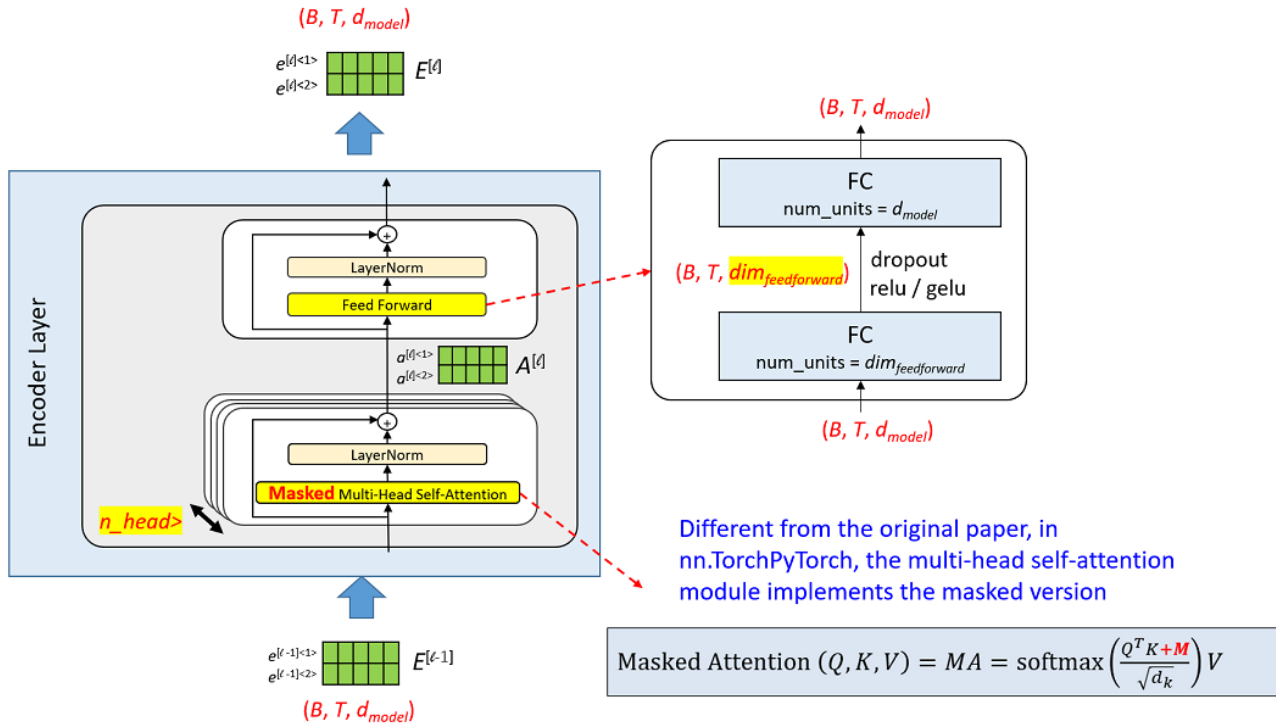 (B, T, d_model)
e^[ℓ]<1>
e^[ℓ]<2>
E^[ℓ]
Encoder Layer
+
LayerNorm
Feed Forward
a^[ℓ]<1>
a^[ℓ]<2>
A^[ℓ]
+
LayerNorm
Masked Multi-Head Self-Attention
n_head>
e^[ℓ-1]<1>
e^[ℓ-1]<2>
E^[ℓ-1]
(B, T, d_model)
(B, T, d_model)
FC
num_units = d_model
(B, T, dim_feedforward)
dropout
relu / gelu
FC
num_units = dim_feedforward
(B, T, d_model)
Different from the original paper, in
nn.TorchPyTorch, the multi-head self-attention
module implements the masked version
Masked Attention (Q, K, V) = MA = softmax(Q^T K+M / √d_k) V